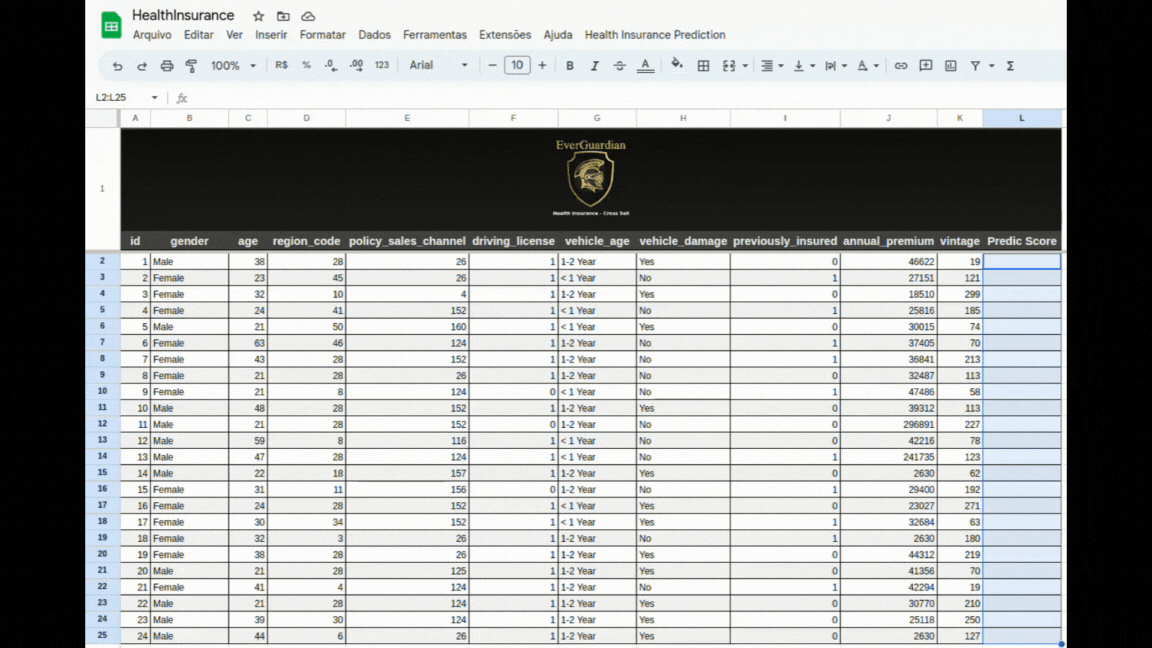 HealthInsurance
Arquivo Editar Ver Inserir Formatar Dados Ferramentas Extensões Ajuda Health Insurance Prediction
100% R$ % .0 .00 123 Arial − 10 + B I A Σ
L2:L25 fx
A B C D E F G H I J K L
EverGuardian
Health Insurance - Cross Sell
1
id gender age region_code policy_sales_channel driving_license vehicle_age vehicle_damage previously_insured annual_premium vintage Predic Score
2 1 Male 38 28 26 1 1-2 Year Yes 0 46622 19
3 2 Female 23 45 26 1 < 1 Year No 1 27151 121
4 3 Female 32 10 4 1 1-2 Year Yes 0 18510 299
5 4 Female 24 41 152 1 < 1 Year No 1 25816 185
6 5 Male 21 50 160 1 < 1 Year Yes 0 30015 74
7 6 Female 63 46 124 1 < 1 Year No 1 37405 70
8 7 Female 43 28 152 1 1-2 Year No 1 36841 213
9 8 Female 21 28 26 1 1-2 Year No 0 32487 113
10 9 Female 21 8 124 0 < 1 Year No 1 47486 58
11 10 Male 48 28 152 1 1-2 Year Yes 0 39312 113
12 11 Male 21 28 152 0 1-2 Year No 0 296891 227
13 12 Male 59 8 116 1 < 1 Year No 0 42216 78
14 13 Male 47 28 124 1 < 1 Year No 1 241735 123
15 14 Male 22 18 157 1 1-2 Year Yes 0 2630 62
16 15 Female 31 11 156 0 1-2 Year No 1 29400 192
17 16 Female 24 28 152 1 < 1 Year Yes 0 23027 271
18 17 Female 30 34 152 1 < 1 Year Yes 1 32684 63
19 18 Female 32 3 26 1 1-2 Year No 1 2630 180
20 19 Female 38 28 26 1 1-2 Year Yes 0 44312 219
21 20 Male 21 28 125 1 1-2 Year Yes 0 41356 70
22 21 Female 41 4 124 1 1-2 Year No 1 42294 19
23 22 Male 21 28 124 1 1-2 Year Yes 0 30770 210
24 23 Male 39 30 124 1 1-2 Year Yes 0 25118 250
25 24 Male 44 6 26 1 1-2 Year Yes 0 2630 127